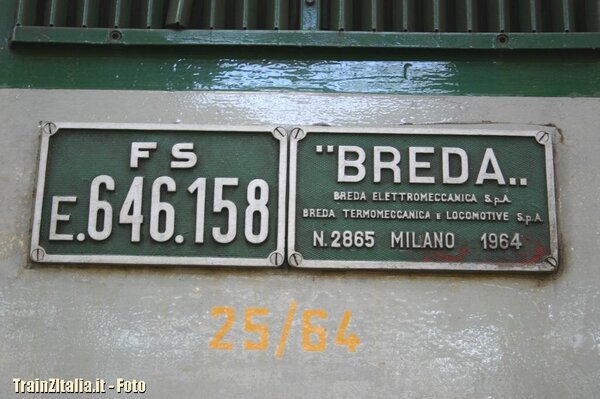 FS
E.646.158
"BREDA„
BREDA ELETTROMECCANICA S.p.A.
BREDA TERMOMECCANICA E LOCOMOTIVE S.p.A.
N.2865 MILANO 1964
25/64
TrainZItalia.it - Foto